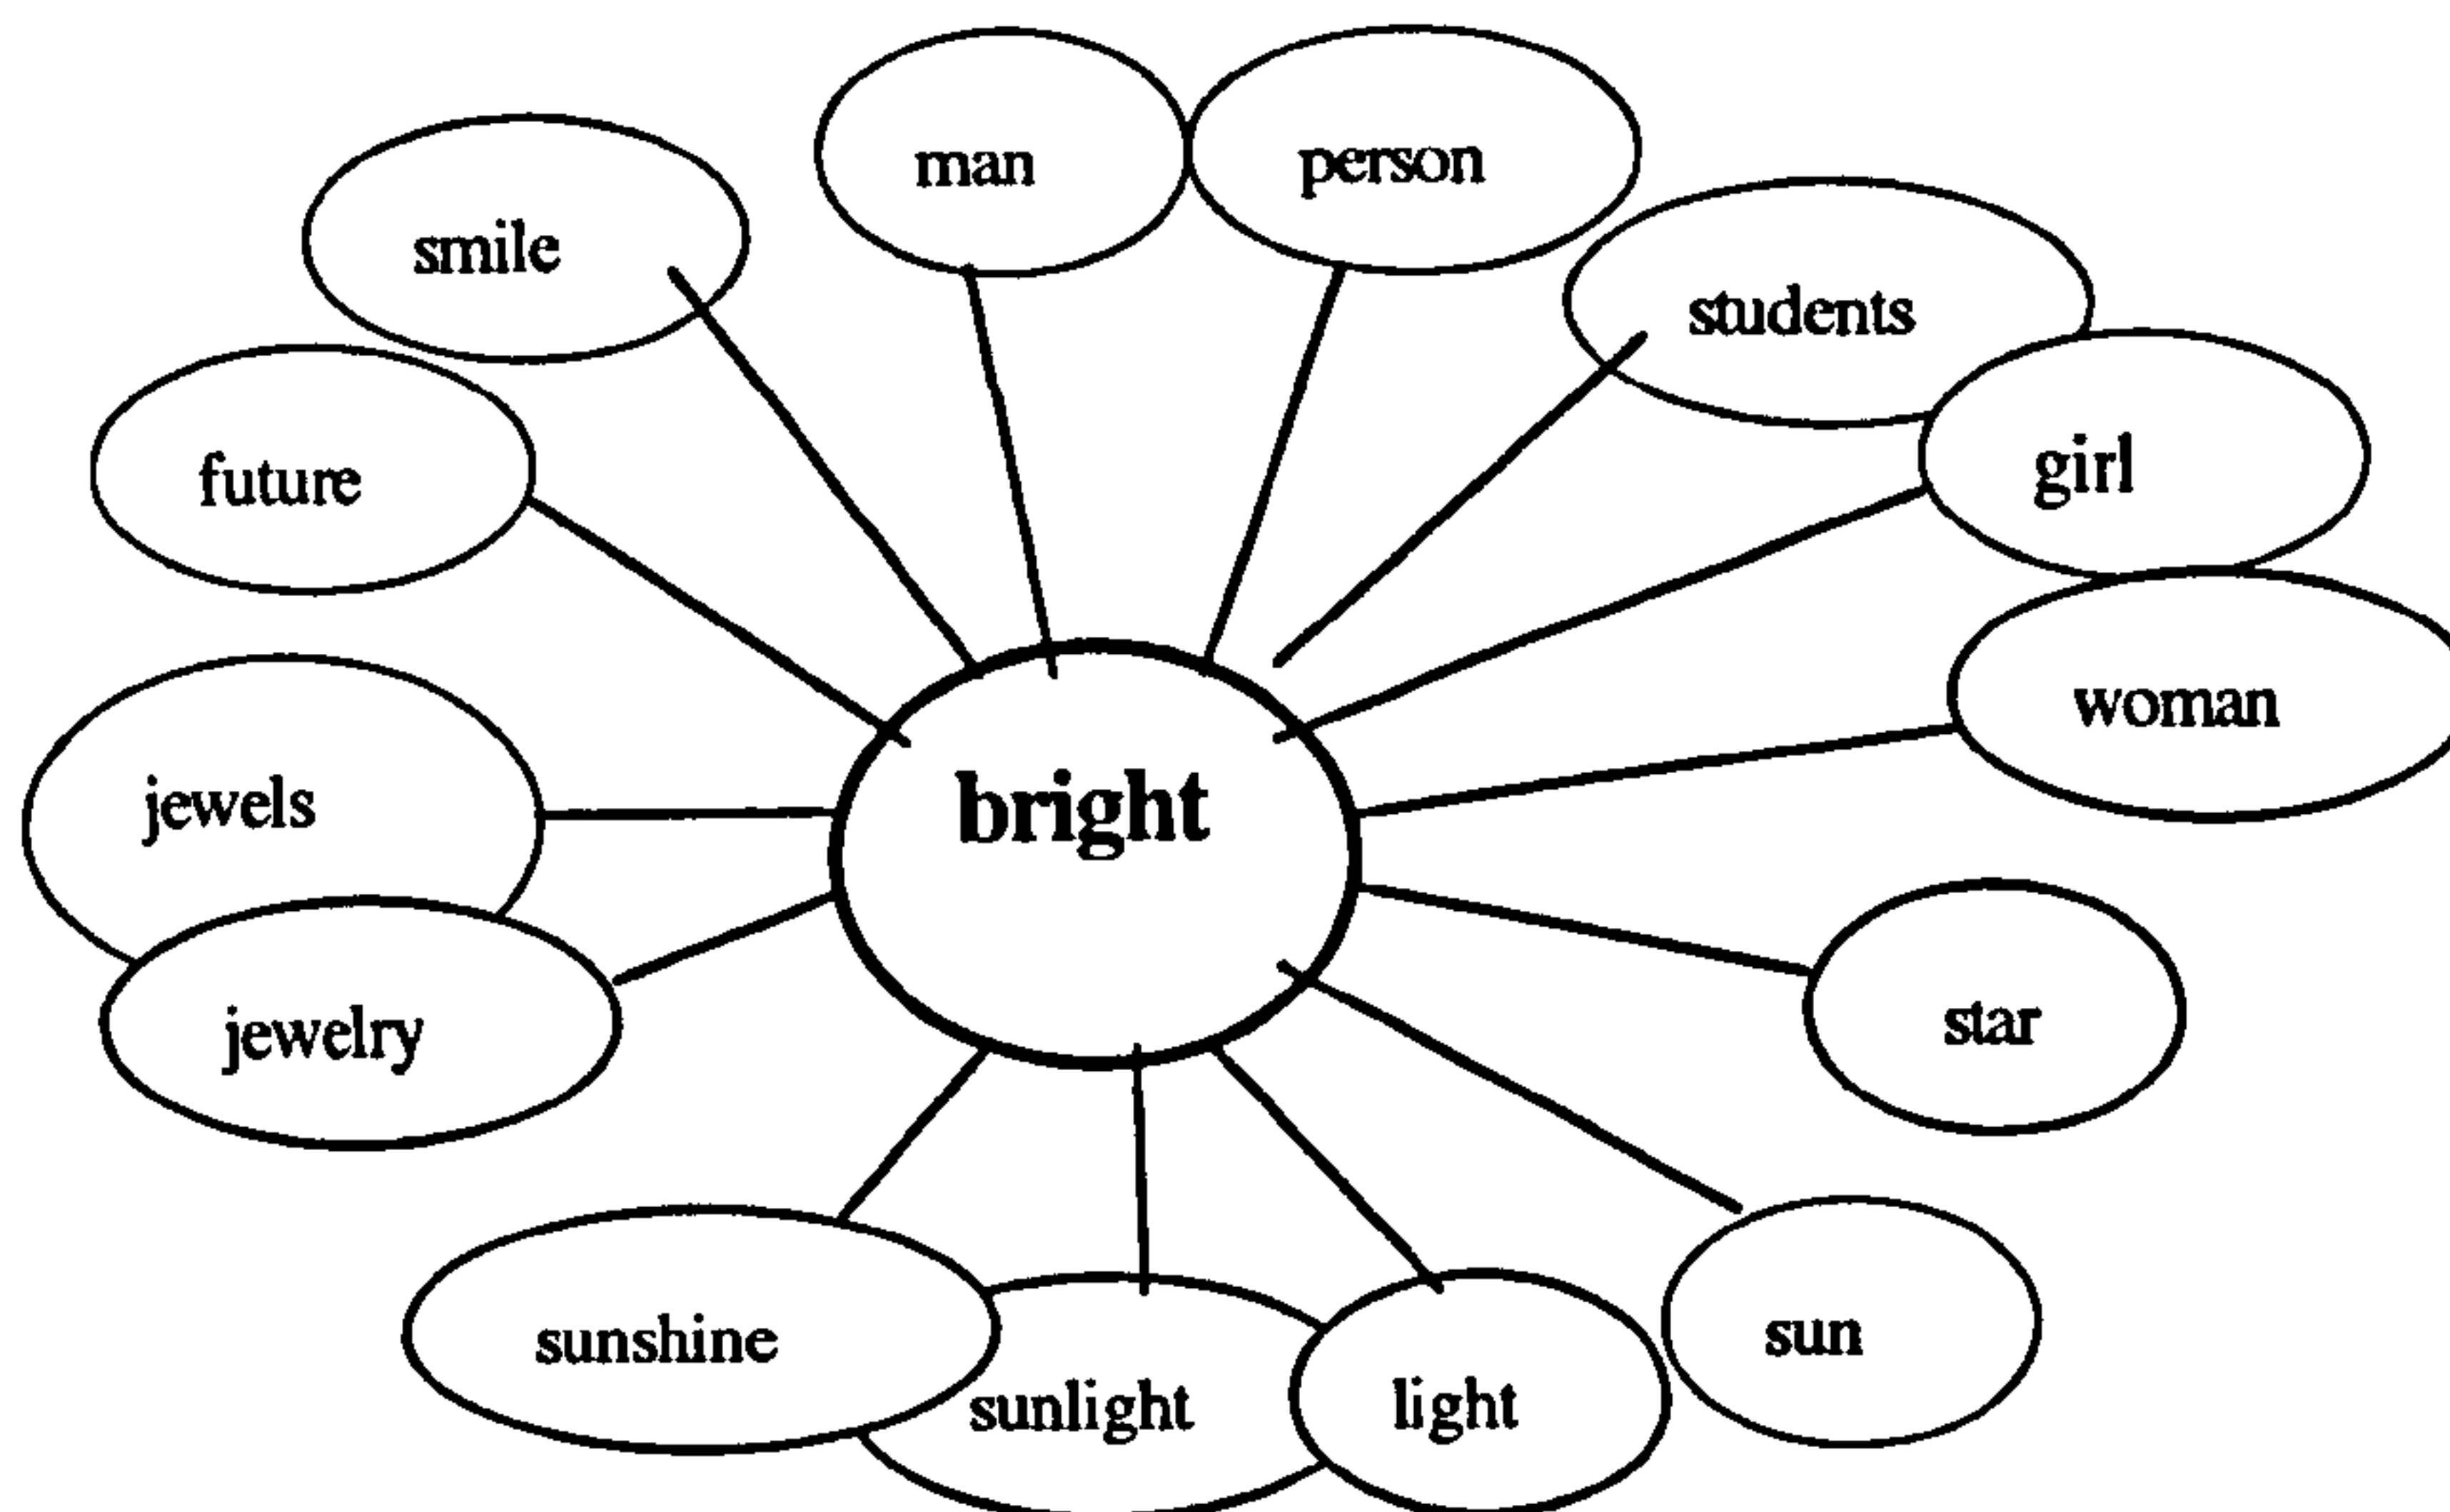 man
person
smile
students
girl
future
woman
bright
jewels
star
jewelry
sunshine
sun
sunlight
light